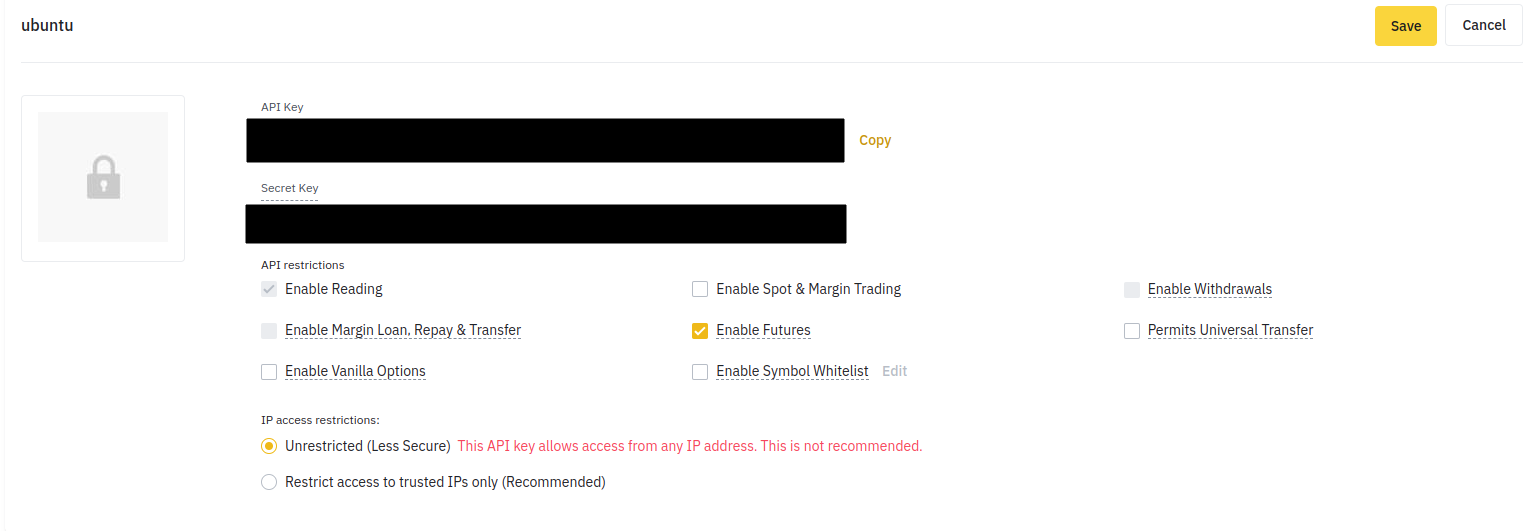 ubuntu
Save
Cancel
API Key
Copy
Secret Key
API restrictions
Enable Reading
Enable Spot & Margin Trading
Enable Withdrawals
Enable Margin Loan, Repay & Transfer
Enable Futures
Permits Universal Transfer
Enable Vanilla Options
Enable Symbol Whitelist
Edit
IP access restrictions:
Unrestricted (Less Secure) This API key allows access from any IP address. This is not recommended.
Restrict access to trusted IPs only (Recommended)